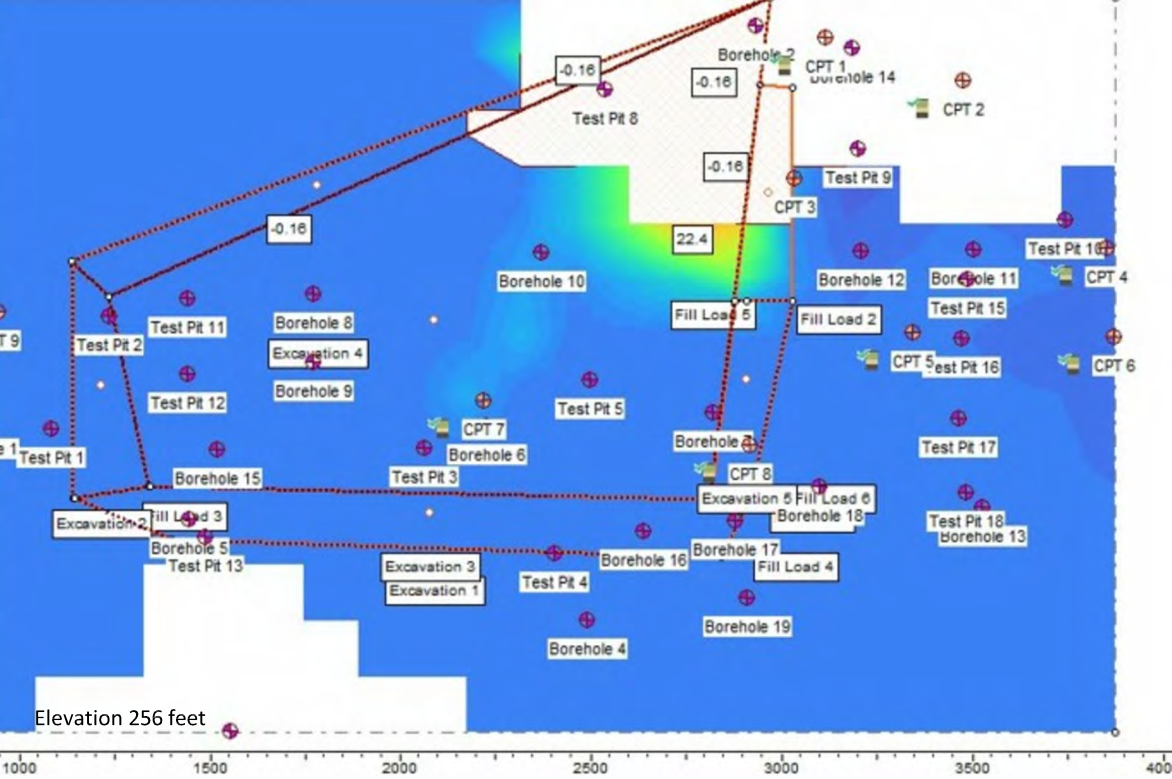 Borehole 2
CPT 1
Borehole 14
-0.16
-0.16
CPT 2
Test Pit 8
-0.16
Test Pit 9
CPT 3
-0.16
22.4
Test Pit 10
Borehole 10
Borehole 12
Borehole 11
CPT 4
Test Pit 15
Fill Load 5
Fill Load 2
Test Pit 11
Borehole 8
T 9
Test Pit 2
Excavation 4
CPT 5
Test Pit 16
CPT 6
Borehole 9
Test Pit 12
Test Pit 5
CPT 7
Borehole 7
Test Pit 17
e 1
Test Pit 1
Borehole 6
Borehole 15
Test Pit 3
CPT 8
Excavation 5
Fill Load 6
Excavation 2
Fill Load 3
Borehole 18
Test Pit 18
Borehole 13
Borehole 5
Test Pit 13
Borehole 17
Borehole 16
Excavation 3
Fill Load 4
Test Pit 4
Excavation 1
Borehole 19
Borehole 4
Elevation 256 feet
1000 1500 2000 2500 3000 3500 400